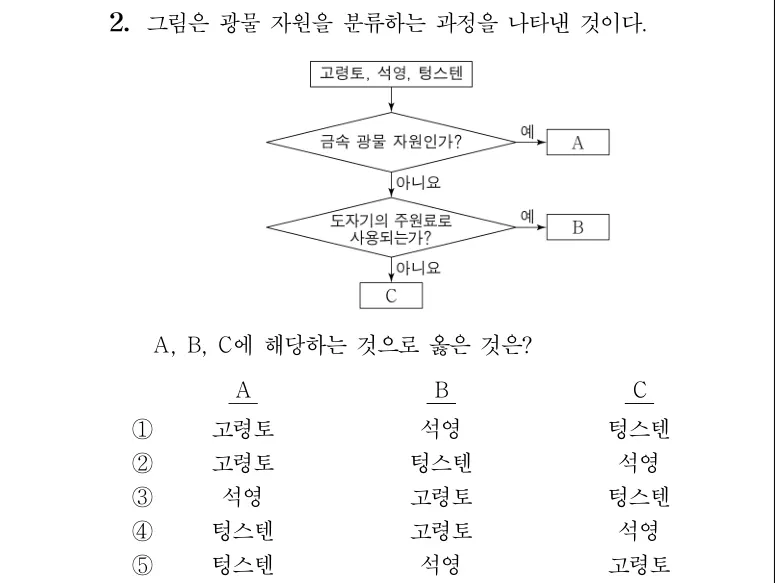 2. 그림은 광물 자원을 분류하는 과정을 나타낸 것이다.
고령토, 석영, 텅스텐
금속 광물 자원인가?
예
A
아니요
도자기의 주원료로
사용되는가?
예
B
아니요
C
A, B, C에 해당하는 것으로 옳은 것은?
A B C
① 고령토 석영 텅스텐
② 고령토 텅스텐 석영
③ 석영 고령토 텅스텐
④ 텅스텐 고령토 석영
⑤ 텅스텐 석영 고령토